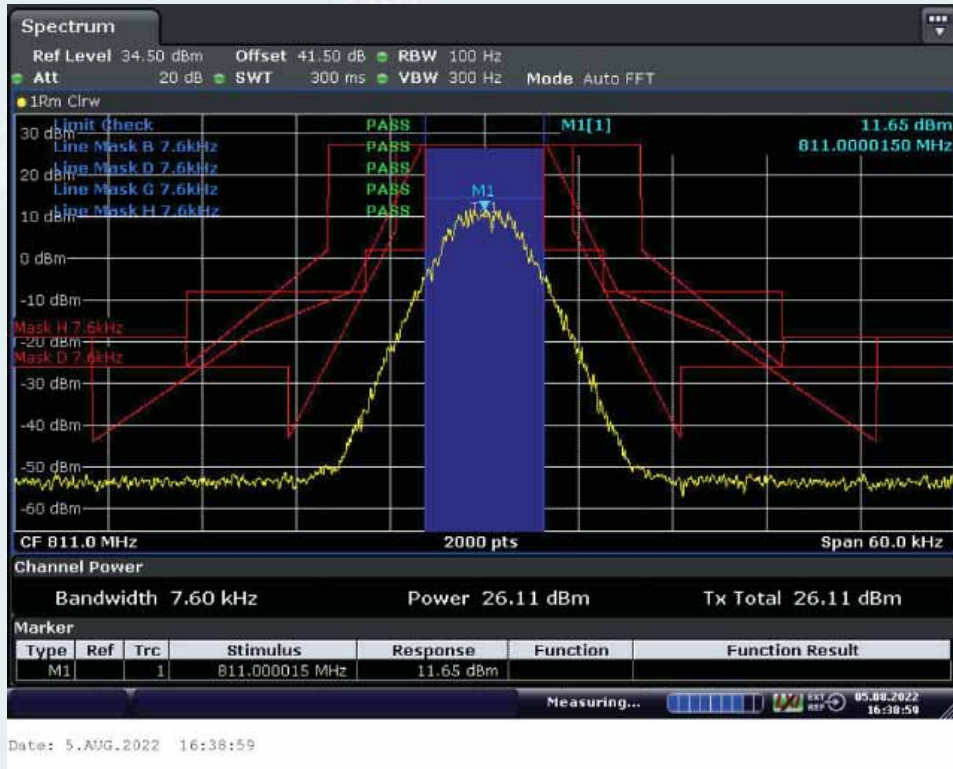 Spectrum
Ref Level 34.50 dBm Offset 41.50 dB RBW 100 Hz
Att 20 dB SWT 300 ms VBW 300 Hz Mode Auto FFT
1Rm Clrw
Limit Check PASS M1[1] 11.65 dBm
30 dBm
Line Mask B 7.6kHz PASS 811.0000150 MHz
Line Mask D 7.6kHz PASS
20 dBm
Line Mask G 7.6kHz PASS M1
Line Mask H 7.6kHz PASS
10 dBm
0 dBm
-10 dBm
Mask H 7.6kHz
-20 dBm
Mask D 7.6kHz
-30 dBm
-40 dBm
-50 dBm
-60 dBm
CF 811.0 MHz 2000 pts Span 60.0 kHz
Channel Power
Bandwidth 7.60 kHz Power 26.11 dBm Tx Total 26.11 dBm
Marker
Type Ref Trc Stimulus Response Function Function Result
M1 1 811.000015 MHz 11.65 dBm
Measuring... EXT REF 05.08.2022
16:38:59
Date: 5.AUG.2022 16:38:59